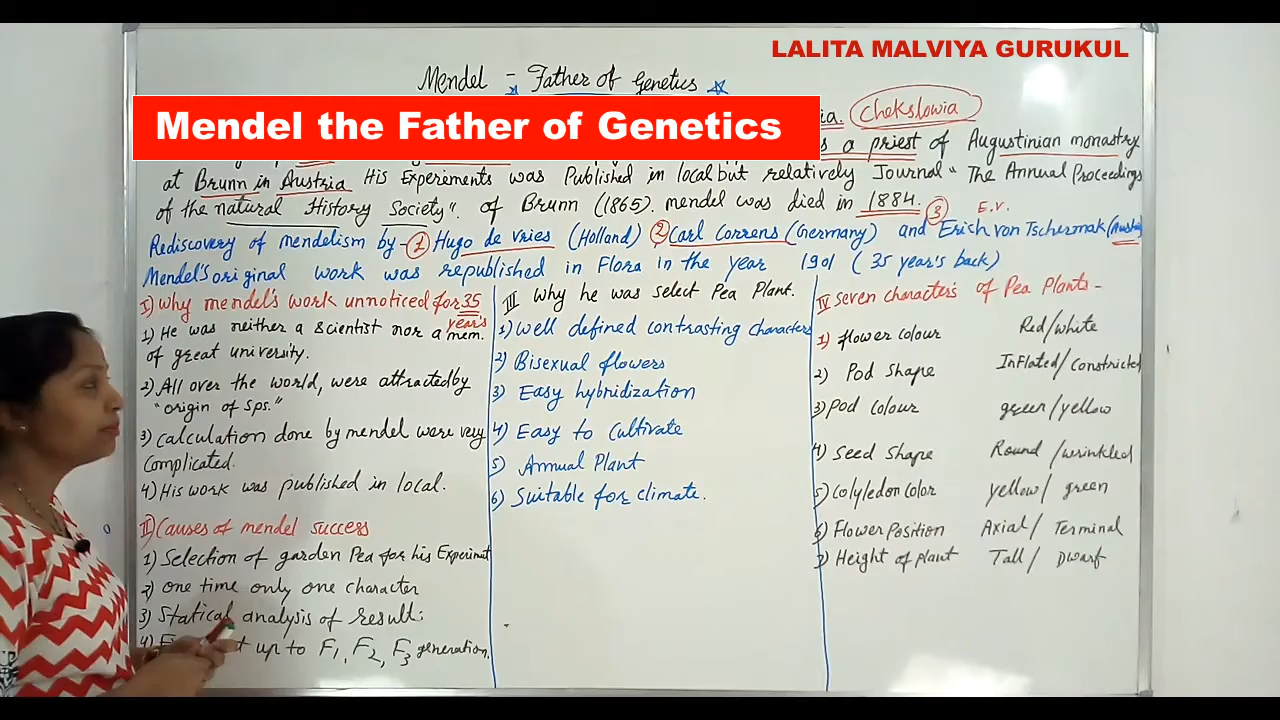 LALITA MALVIYA GURUKUL
Mendel - Father of Genetics
Mendel the Father of Genetics
ia. Chekslowia
s a priest of Augustinian monastry
at Brunn in Austria His Experiments was Published in local but relatively Journal "The Annual Proceedings
of the natural History Society". of Brunn (1865). mendel was died in 1884.
Rediscovery of mendelism by - 1 Hugo de vries (Holland) 2 Carl Correns (Germany) and 3 E.V. Erich von Tschermak (Austria)
Mendel's original work was republished in Flora in the year 1901 (35 year's back)
I) Why mendel's work unnoticed for 35 year's
1) He was neither a scientist nor a mem.
of great university.
2) All over the world, were attracted by
"origin of Sps."
3) calculation done by mendel were very
Complicated.
4) His work was published in local.
II) Causes of mendel success
1) Selection of garden Pea for his Experimnt
2) one time only one character
3) Statical analysis of result:
4) up to F1, F2, F3 generation.
III Why he was select Pea Plant.
1) well defined contrasting characters
2) Bisexual flowers
3) Easy hybridization
4) Easy to cultivate
5) Annual Plant
6) Suitable for climate.
IV Seven character's of Pea Plants -
1) flower colour Red/white
2) Pod Shape Inflated/constricted
3) Pod colour green/yellow
4) Seed Shape Round/wrinkled
5) Colyledon color yellow/green
6) Flower Position Axial/Terminal
7) Height of plant Tall/Dwarf